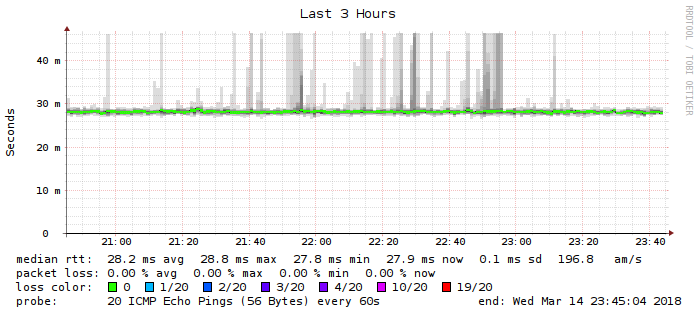 Last 3 Hours
RRDTOOL / TOBI OETIKER
Seconds
40 m
30 m
20 m
10 m
0
21:00 21:20 21:40 22:00 22:20 22:40 23:00 23:20 23:40
median rtt: 28.2 ms avg 28.8 ms max 27.8 ms min 27.9 ms now 0.1 ms sd 196.8 am/s
packet loss: 0.00 % avg 0.00 % max 0.00 % min 0.00 % now
loss color: 0 1/20 2/20 3/20 4/20 10/20 19/20
probe: 20 ICMP Echo Pings (56 Bytes) every 60s end: Wed Mar 14 23:45:04 2018